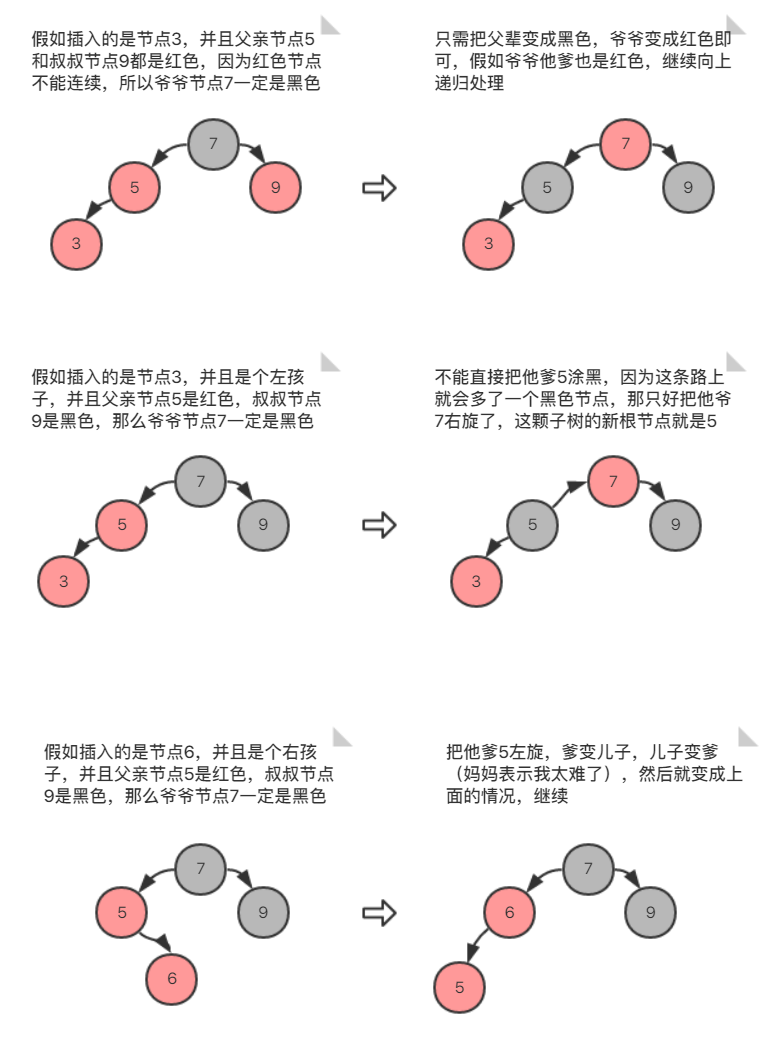 假如插入的是节点3，并且父亲节点5
和叔叔节点9都是红色，因为红色节点
不能连续，所以爷爷节点7一定是黑色
只需把父辈变成黑色，爷爷变成红色即
可，假如爷爷他爹也是红色，继续向上
递归处理
7
5
9
3
7
5
9
3
假如插入的是节点3，并且是个左孩
子，并且父亲节点5是红色，叔叔节点
9是黑色，那么爷爷节点7一定是黑色
不能直接把他爹5涂黑，因为这条路上
就会多了一个黑色节点，那只好把他爷
7右旋了，这颗子树的新根节点就是5
7
5
9
3
7
5
9
3
假如插入的是节点6，并且是个右孩
子，并且父亲节点5是红色，叔叔节点
9是黑色，那么爷爷节点7一定是黑色
把他爹5左旋，爹变儿子，儿子变爹
（妈妈表示我太难了），然后就变成上
面的情况，继续
7
5
9
6
7
6
9
5